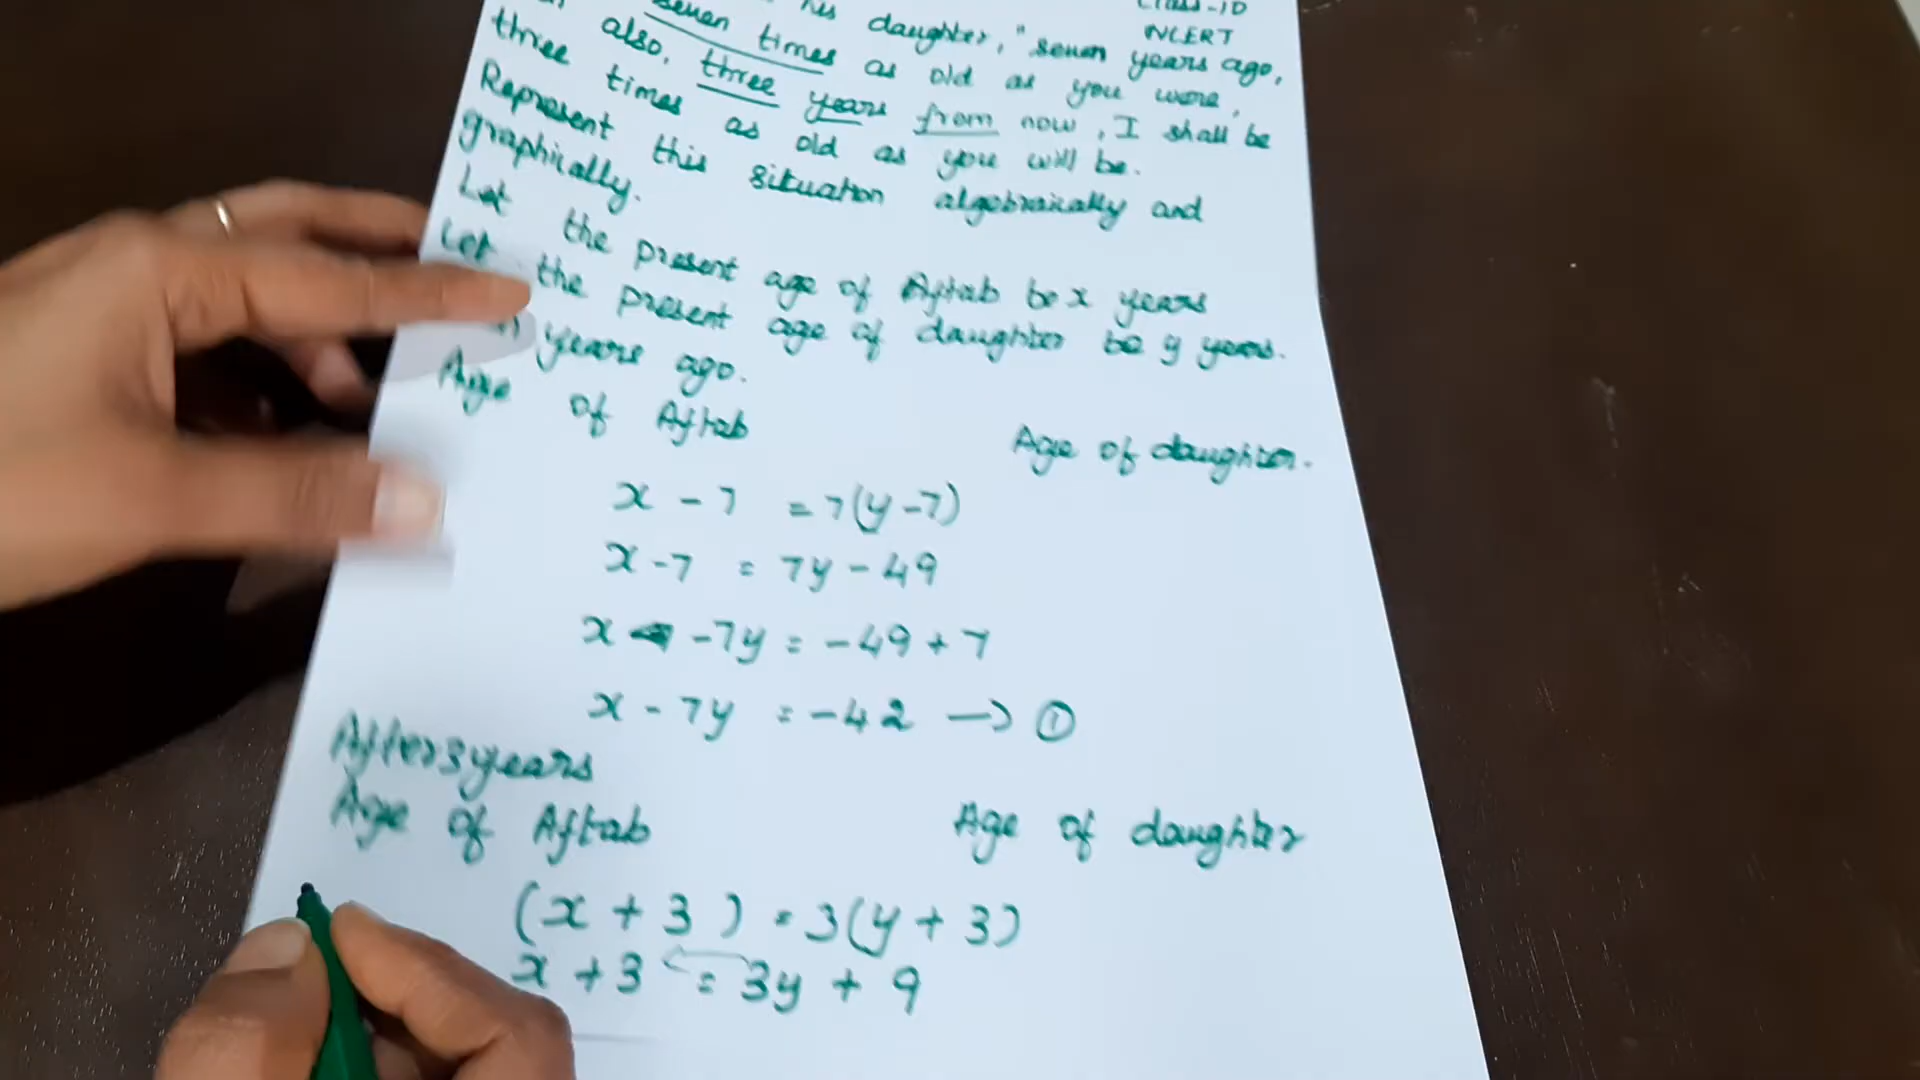 his daughter, "seven years ago,
Class-10
NCERT
seven times as old as you were,
also, three years from now, I shall be
three times as old as you will be.
Represent this situation algebraically and
graphically.
Let the present age of Aftab be x years
Let the present age of daughter be y years.
years ago.
Age of Aftab
Age of daughter.
x - 7 = 7(y - 7)
x - 7 = 7y - 49
x - 7y = - 49 + 7
x - 7y = - 42 → ①
After 3 years
Age of Aftab
Age of daughter
(x + 3) = 3(y + 3)
x + 3 = 3y + 9